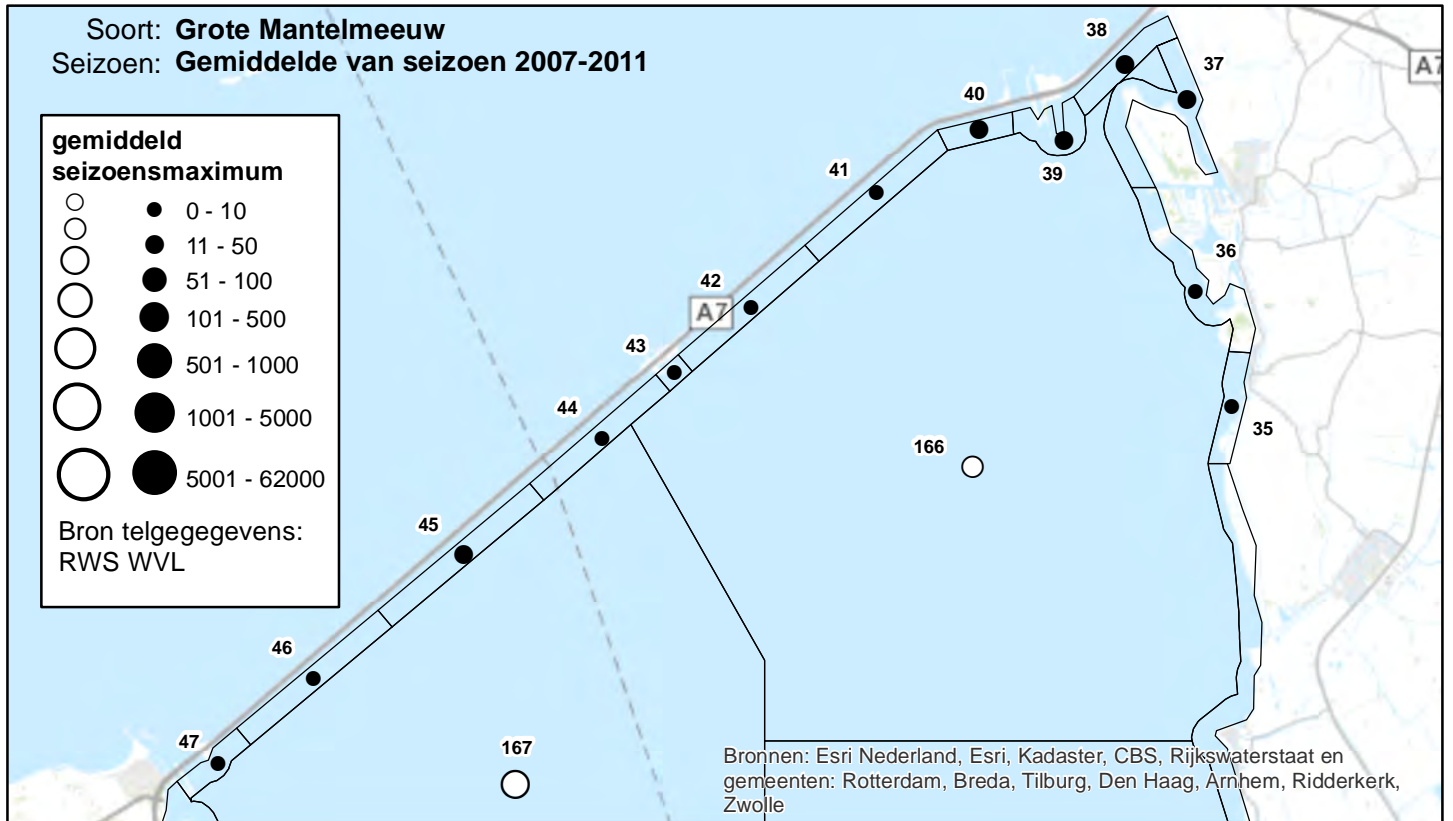 Soort: Grote Mantelmeeuw
Seizoen: Gemiddelde van seizoen 2007-2011
gemiddeld
seizoensmaximum
0 - 10
11 - 50
51 - 100
101 - 500
501 - 1000
1001 - 5000
5001 - 62000
Bron telgegegevens:
RWS WVL
38
37
A7
40
39
41
36
42
A7
43
44
35
166
45
46
47
167
Bronnen: Esri Nederland, Esri, Kadaster, CBS, Rijkswaterstaat en
gemeenten: Rotterdam, Breda, Tilburg, Den Haag, Arnhem, Ridderkerk,
Zwolle